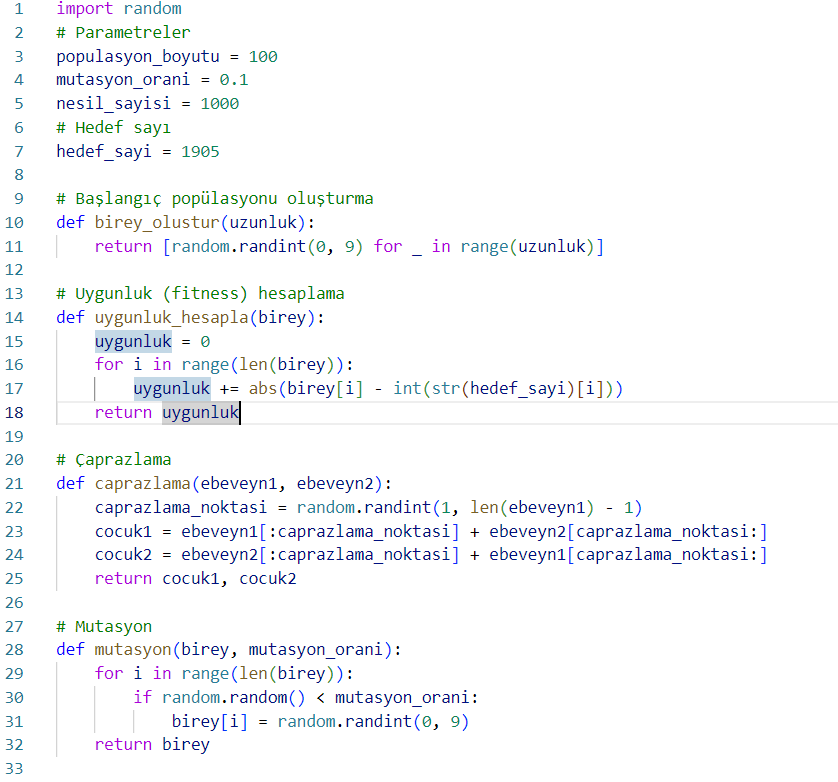 1 import random
2 # Parametreler
3 populasyon_boyutu = 100
4 mutasyon_orani = 0.1
5 nesil_sayisi = 1000
6 # Hedef sayı
7 hedef_sayi = 1905
8
9 # Başlangıç popülasyonu oluşturma
10 def birey_olustur(uzunluk):
11     return [random.randint(0, 9) for _ in range(uzunluk)]
12
13 # Uygunluk (fitness) hesaplama
14 def uygunluk_hesapla(birey):
15     uygunluk = 0
16     for i in range(len(birey)):
17         uygunluk += abs(birey[i] - int(str(hedef_sayi)[i]))
18     return uygunluk
19
20 # Çaprazlama
21 def caprazlama(ebeveyn1, ebeveyn2):
22     caprazlama_noktasi = random.randint(1, len(ebeveyn1) - 1)
23     cocuk1 = ebeveyn1[:caprazlama_noktasi] + ebeveyn2[caprazlama_noktasi:]
24     cocuk2 = ebeveyn2[:caprazlama_noktasi] + ebeveyn1[caprazlama_noktasi:]
25     return cocuk1, cocuk2
26
27 # Mutasyon
28 def mutasyon(birey, mutasyon_orani):
29     for i in range(len(birey)):
30         if random.random() < mutasyon_orani:
31             birey[i] = random.randint(0, 9)
32     return birey
33